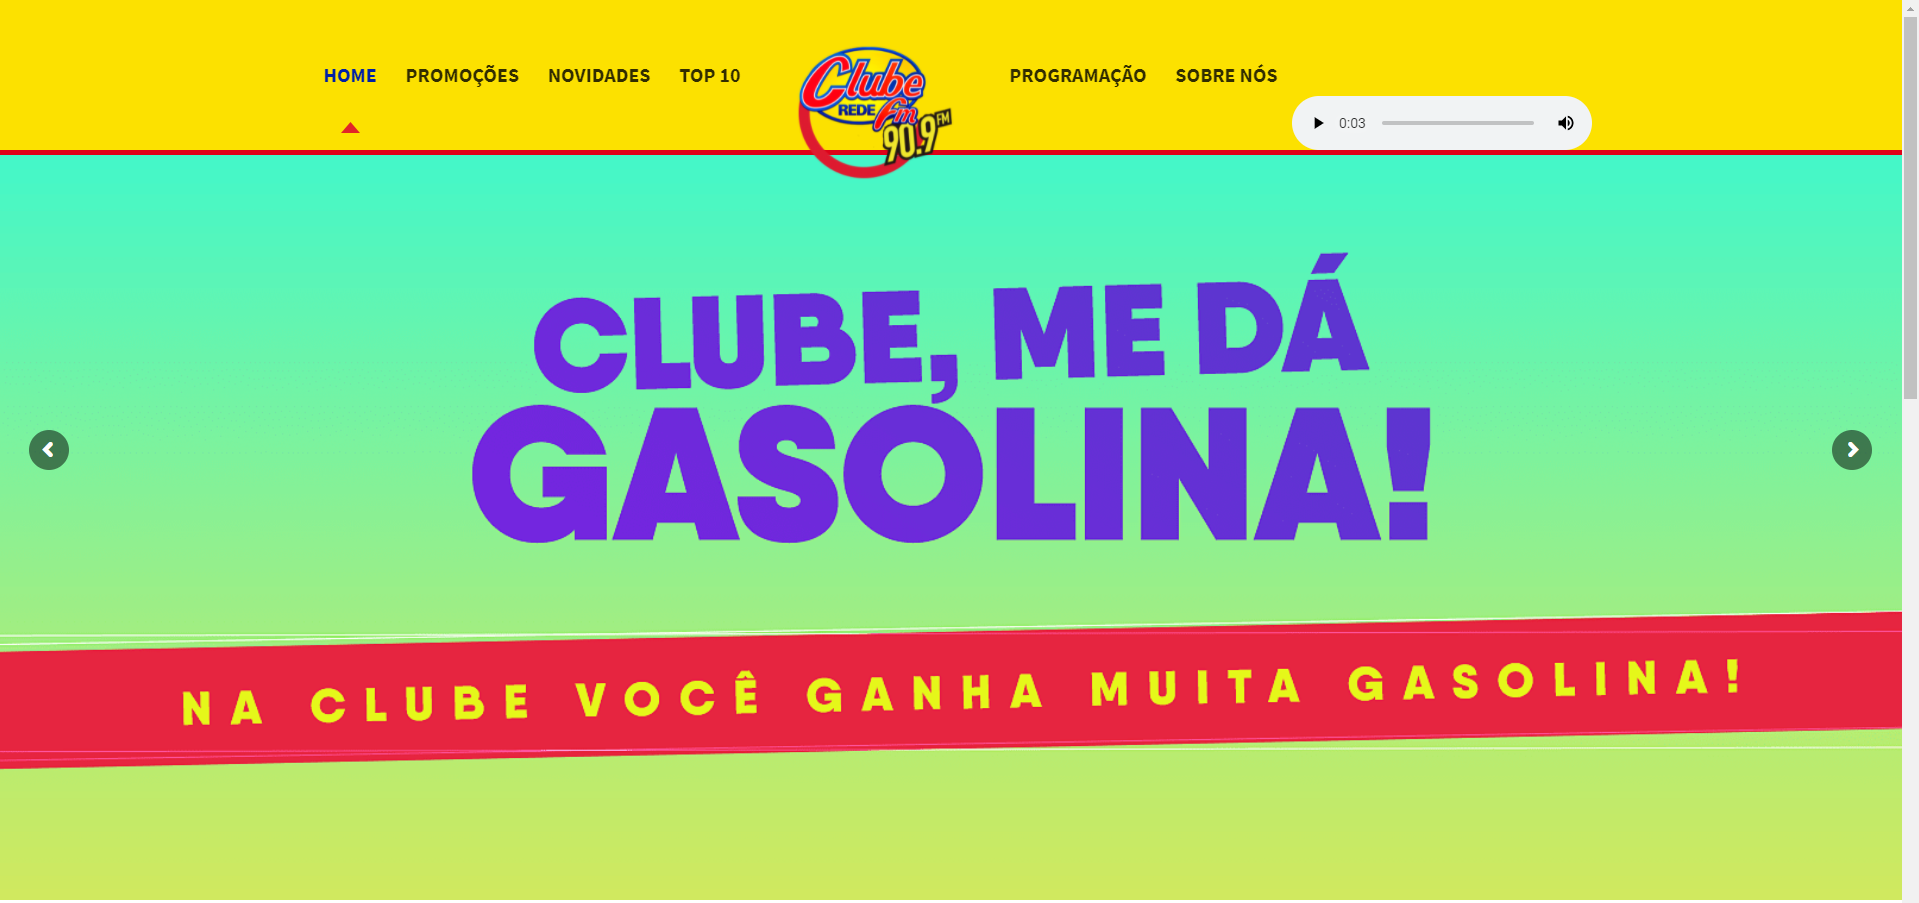 HOME PROMOÇÕES NOVIDADES TOP 10 PROGRAMAÇÃO SOBRE NÓS
Clube
REDE Fm
90.9 FM
0:03
CLUBE, ME DÁ
GASOLINA!
NA CLUBE VOCÊ GANHA MUITA GASOLINA!